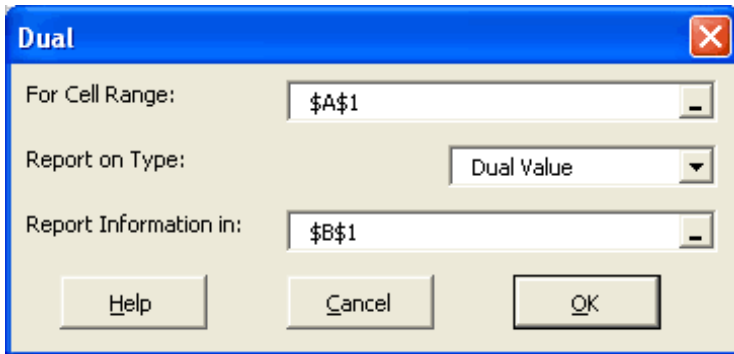 Dual
For Cell Range: $A$1
Report on Type: Dual Value
Report Information in: $B$1
Help Cancel OK